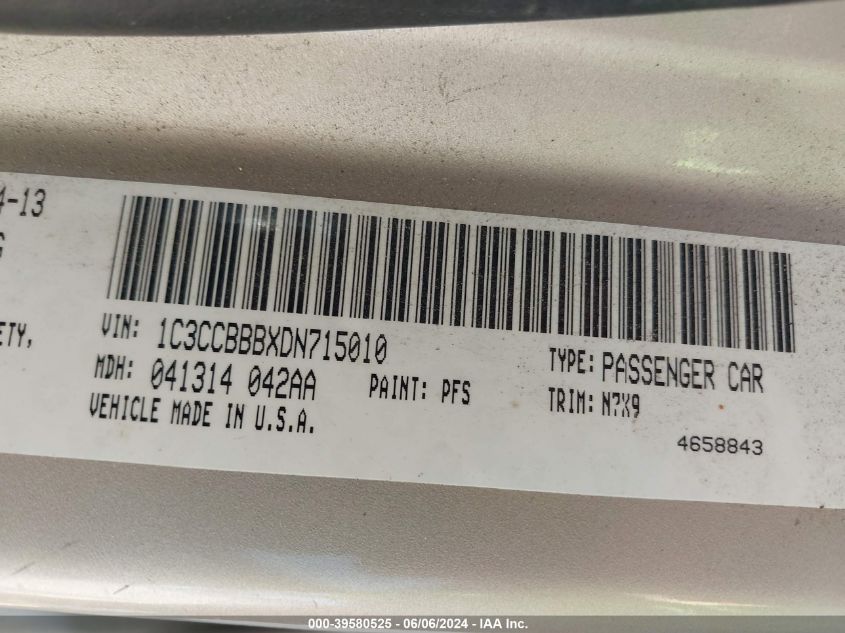 4-13
G
ETY,
VIN: 1C3CCBBBXDN715010
TYPE: PASSENGER CAR
MDH: 041314 042AA
PAINT: PFS
TRIM: N7X9
VEHICLE MADE IN U.S.A.
4658843
000-39580525 - 06/06/2024 - IAA Inc.